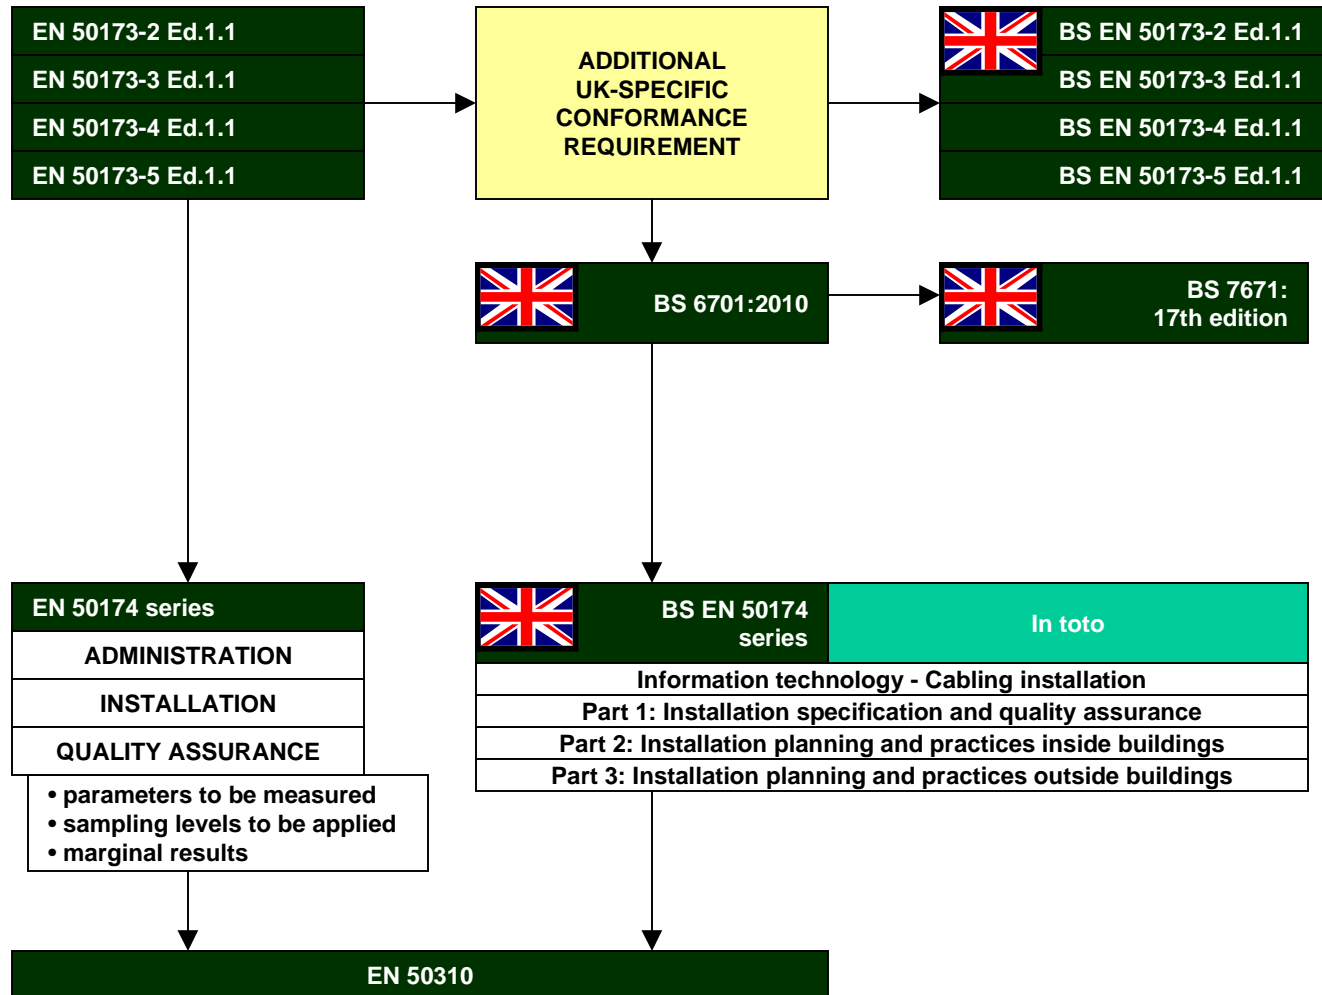 EN 50173-2 Ed.1.1
EN 50173-3 Ed.1.1
EN 50173-4 Ed.1.1
EN 50173-5 Ed.1.1
ADDITIONAL
UK-SPECIFIC
CONFORMANCE
REQUIREMENT
BS EN 50173-2 Ed.1.1
BS EN 50173-3 Ed.1.1
BS EN 50173-4 Ed.1.1
BS EN 50173-5 Ed.1.1
BS 6701:2010
BS 7671:
17th edition
EN 50174 series
ADMINISTRATION
INSTALLATION
QUALITY ASSURANCE
• parameters to be measured
• sampling levels to be applied
• marginal results
BS EN 50174
series
In toto
Information technology - Cabling installation
Part 1: Installation specification and quality assurance
Part 2: Installation planning and practices inside buildings
Part 3: Installation planning and practices outside buildings
EN 50310